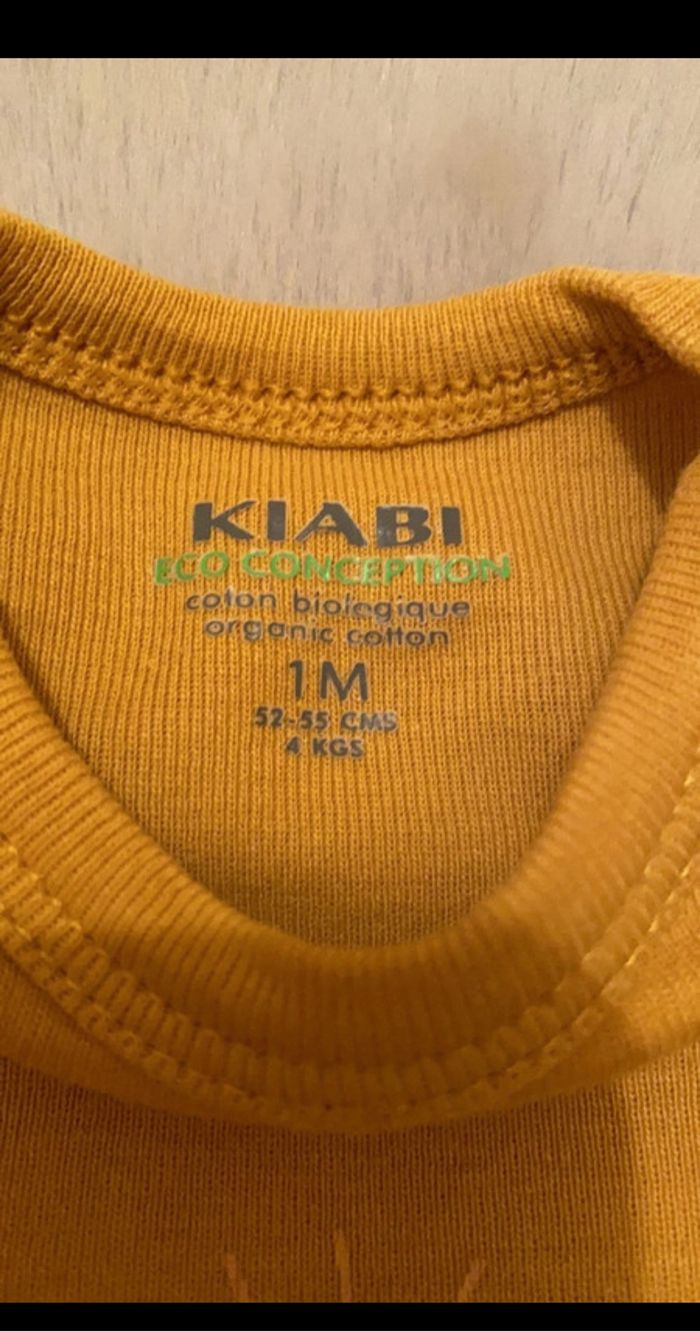 KIABI
ECO CONCEPTION
coton biologique
organic cotton
1M
52-55 CMS
4 KGS